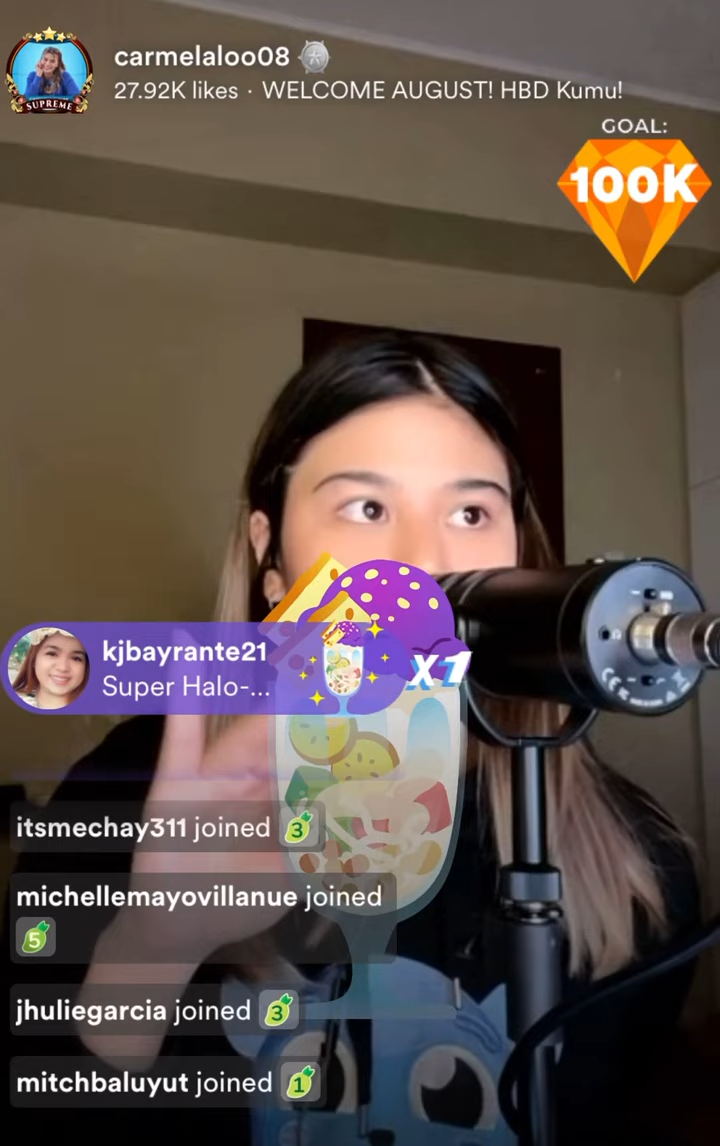 carmelaloo08
27.92K likes · WELCOME AUGUST! HBD Kumu!
SUPREME
GOAL:
100K
kjbayrante21
Super Halo-...
X1
itsmechay311 joined 3
michellemayovillanue joined
5
jhuliegarcia joined 3
mitchbaluyut joined 1